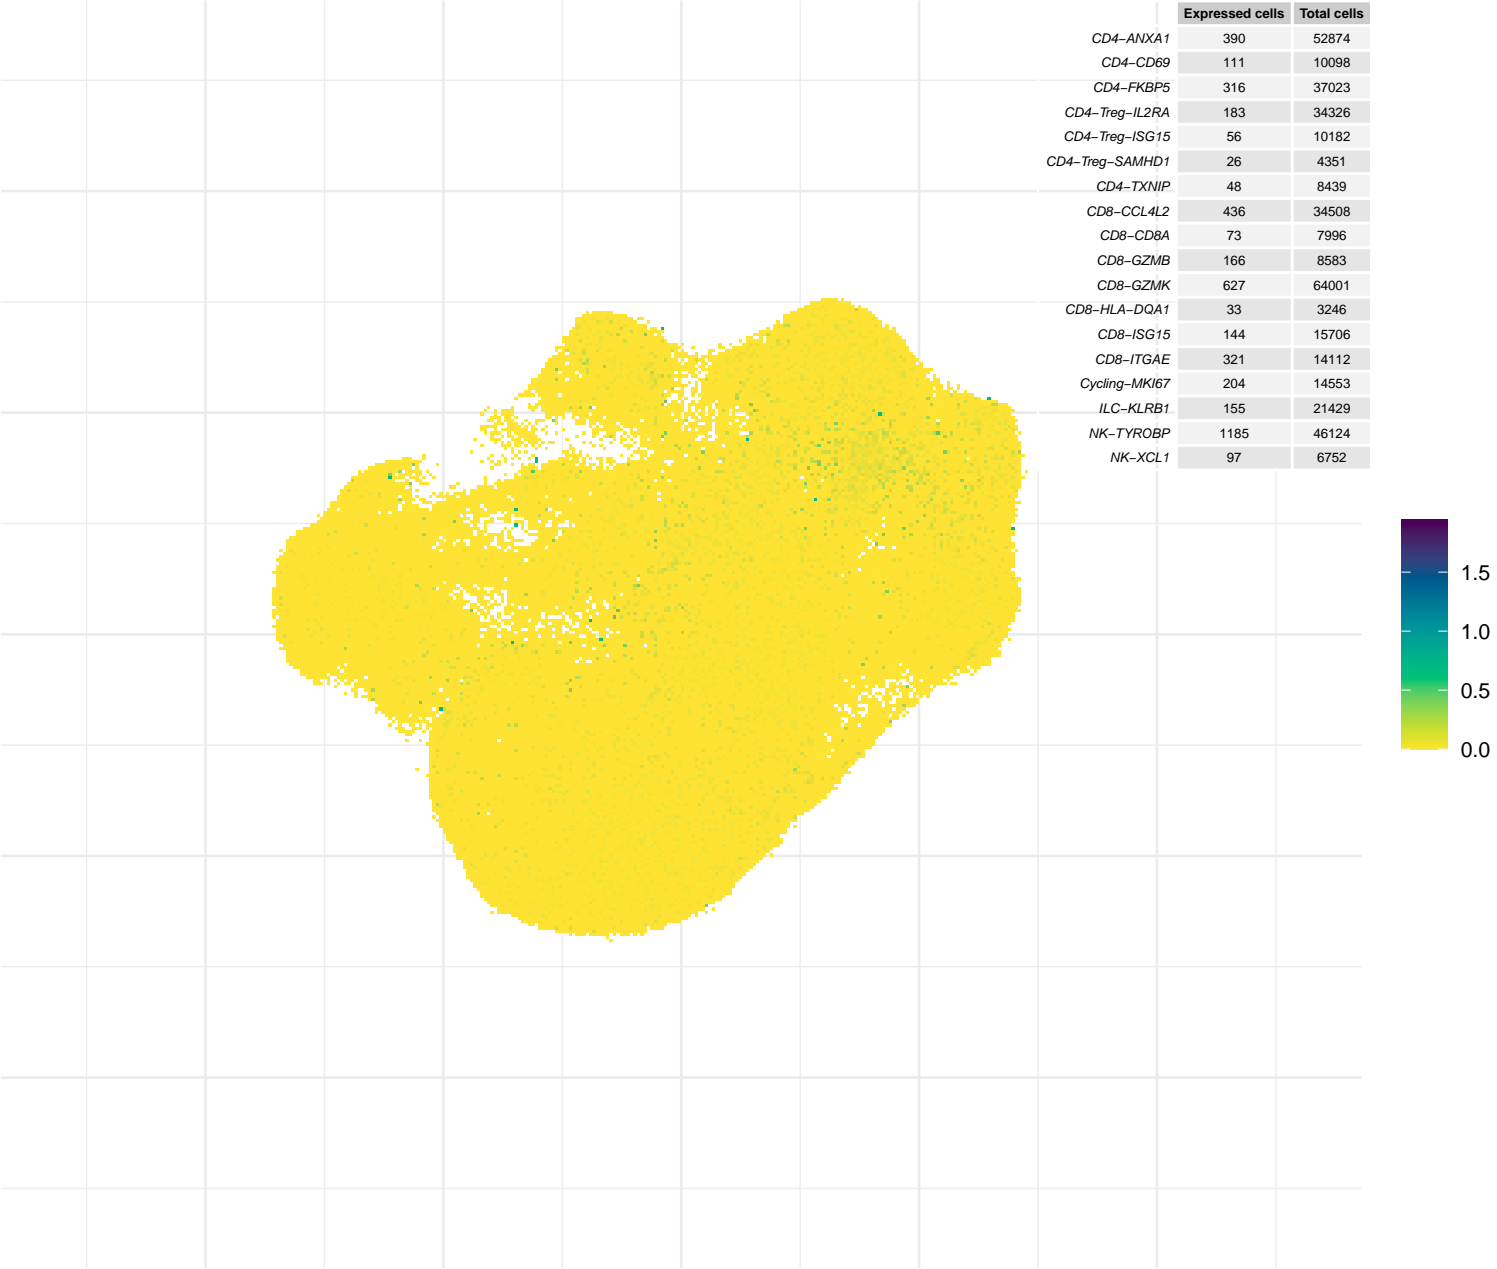 Expressed cells Total cells
CD4−ANXA1 390 52874
CD4−CD69 111 10098
CD4−FKBP5 316 37023
CD4−Treg−IL2RA 183 34326
CD4−Treg−ISG15 56 10182
CD4−Treg−SAMHD1 26 4351
CD4−TXNIP 48 8439
CD8−CCL4L2 436 34508
CD8−CD8A 73 7996
CD8−GZMB 166 8583
CD8−GZMK 627 64001
CD8−HLA−DQA1 33 3246
CD8−ISG15 144 15706
CD8−ITGAE 321 14112
Cycling−MKI67 204 14553
ILC−KLRB1 155 21429
NK−TYROBP 1185 46124
NK−XCL1 97 6752
1.5
1.0
0.5
0.0